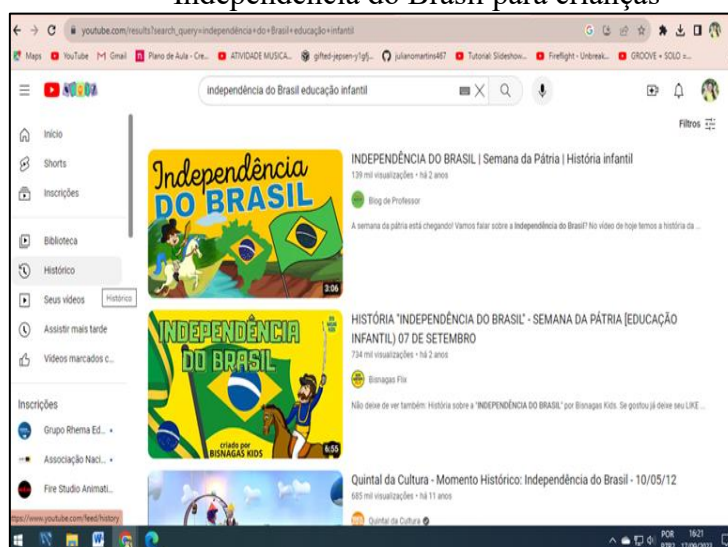 Independência do Brasil para crianças
youtube.com/results?search_query=independência+do+Brasil+educação+infantil
Maps YouTube Gmail Plano de Aula - Cre... ATIVIDADE MUSICA... gifted-jepsen-y1gfj... julianomartins467 Tutorial Slideshow... Firefight - Unbreak... GROOVE + SOLO =...
independência do Brasil educação infantil
Filtros
Início
Shorts
Inscrições
Biblioteca
Histórico
Seus vídeos
Histórico
Assistir mais tarde
Vídeos marcados c...
Inscrições
Grupo Rhema Ed...
Associação Naci...
Fire Studio Animati...
https://www.youtube.com/feed/history
Independência
DO BRASIL
3:06
INDEPENDÊNCIA DO BRASIL | Semana da Pátria | História infantil
139 mil visualizações • há 2 anos
Blog de Professor
A semana da pátria está chegando! Vamos falar sobre a Independência do Brasil? No vídeo de hoje temos a história da ...
INDEPENDÊNCIA
DO BRASIL
criado por
BISNAGAS KIDS
6:55
HISTÓRIA "INDEPENDÊNCIA DO BRASIL" - SEMANA DA PÁTRIA [EDUCAÇÃO
INFANTIL] 07 DE SETEMBRO
734 mil visualizações • há 2 anos
Bisnagas Flix
Não deixe de ver também: História sobre a "INDEPENDÊNCIA DO BRASIL" por Bisnagas Kids. Se gostou já deixe seu LIKE ...
Quintal da Cultura - Momento Histórico: Independência do Brasil - 10/05/12
685 mil visualizações • há 11 anos
Quintal da Cultura
POR 16:21
PTB2 17/09/2023